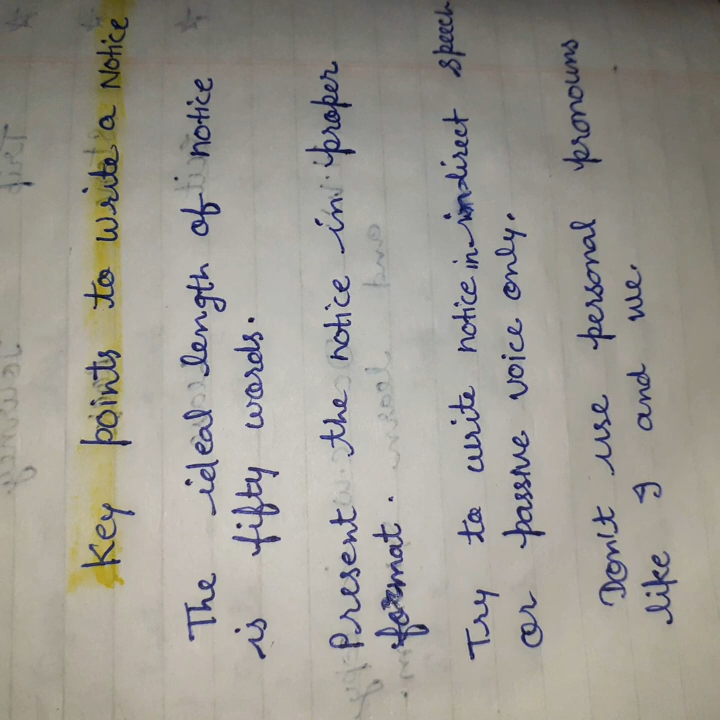 Key points to write a Notice
The ideal length of notice
is fifty words.
Present the notice in proper
format.
Try to write notice in indirect speech
or passive voice only.
Don't use personal pronouns
like I and we.